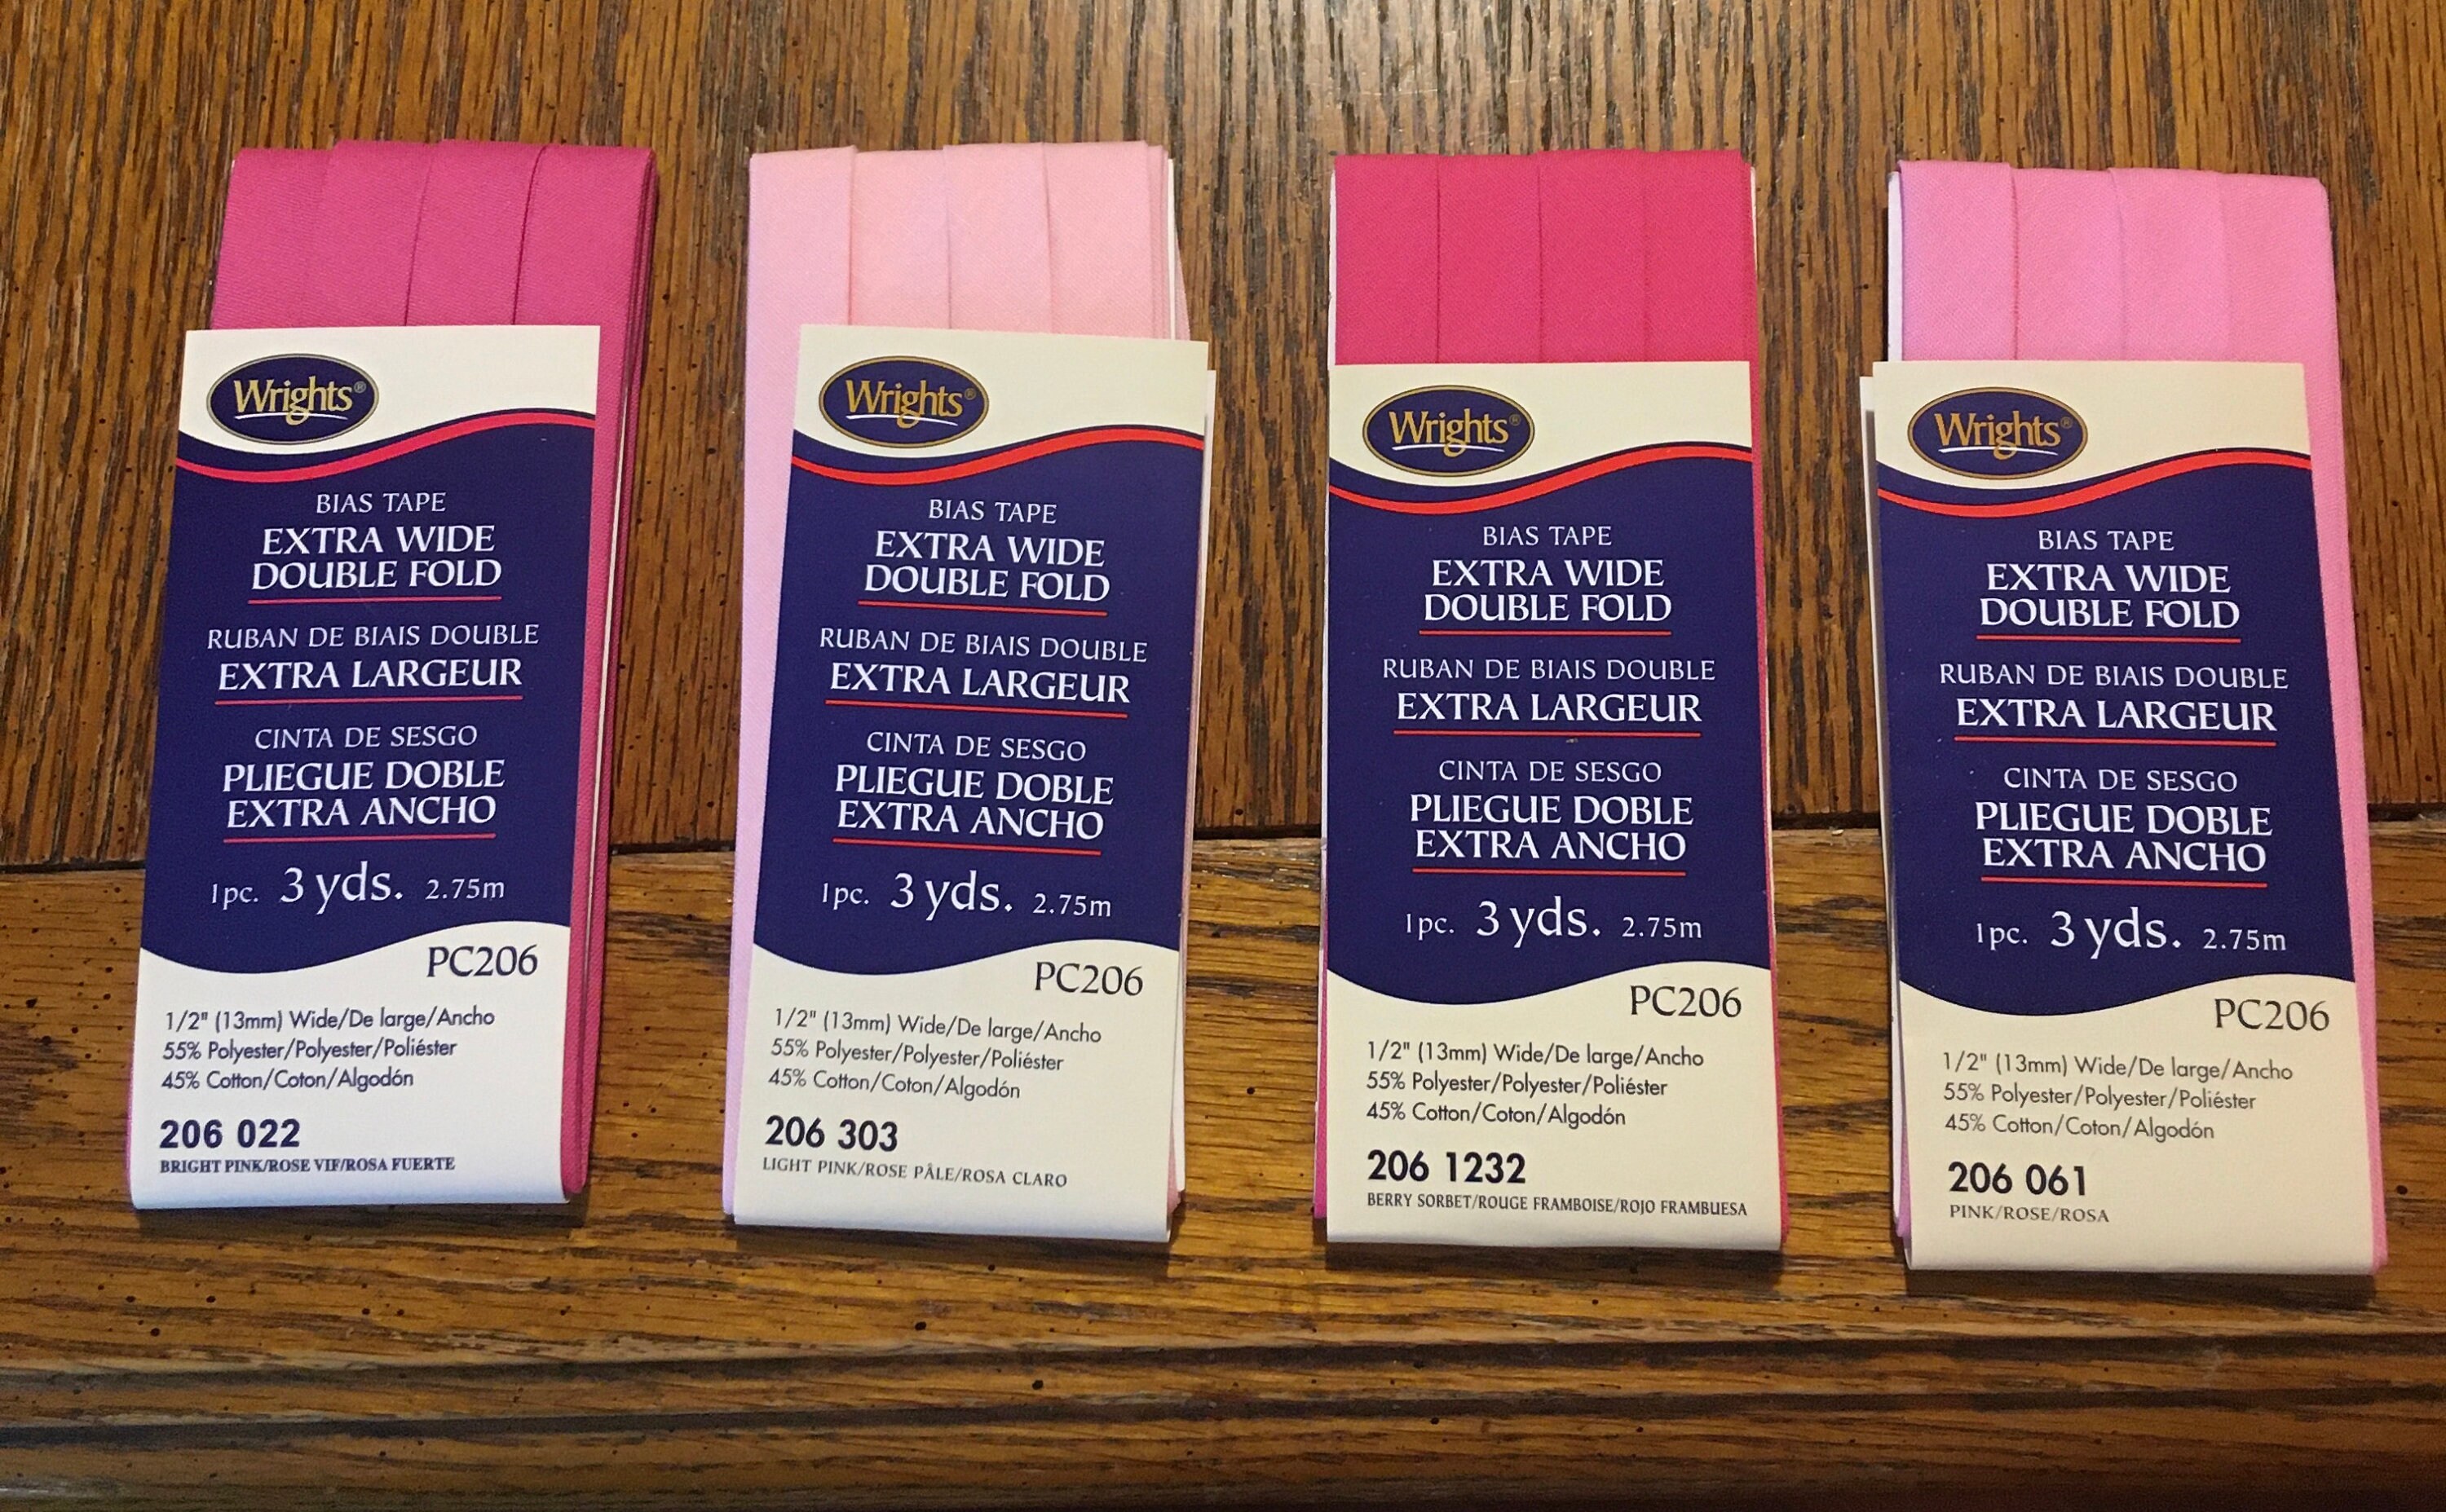 Wrights®
BIAS TAPE
EXTRA WIDE
DOUBLE FOLD
RUBAN DE BIAIS DOUBLE
EXTRA LARGEUR
CINTA DE SESGO
PLIEGUE DOBLE
EXTRA ANCHO
1pc. 3 yds. 2.75m
PC206
1/2" (13mm) Wide/De large/Ancho
55% Polyester/Polyester/Poliéster
45% Cotton/Coton/Algodón
206 022
BRIGHT PINK/ROSE VIF/ROSA FUERTE
Wrights®
BIAS TAPE
EXTRA WIDE
DOUBLE FOLD
RUBAN DE BIAIS DOUBLE
EXTRA LARGEUR
CINTA DE SESGO
PLIEGUE DOBLE
EXTRA ANCHO
1pc. 3 yds. 2.75m
PC206
1/2" (13mm) Wide/De large/Ancho
55% Polyester/Polyester/Poliéster
45% Cotton/Coton/Algodón
206 303
LIGHT PINK/ROSE PÂLE/ROSA CLARO
Wrights®
BIAS TAPE
EXTRA WIDE
DOUBLE FOLD
RUBAN DE BIAIS DOUBLE
EXTRA LARGEUR
CINTA DE SESGO
PLIEGUE DOBLE
EXTRA ANCHO
1pc. 3 yds. 2.75m
PC206
1/2" (13mm) Wide/De large/Ancho
55% Polyester/Polyester/Poliéster
45% Cotton/Coton/Algodón
206 1232
BERRY SORBET/ROUGE FRAMBOISE/ROJO FRAMBUESA
Wrights®
BIAS TAPE
EXTRA WIDE
DOUBLE FOLD
RUBAN DE BIAIS DOUBLE
EXTRA LARGEUR
CINTA DE SESGO
PLIEGUE DOBLE
EXTRA ANCHO
1pc. 3 yds. 2.75m
PC206
1/2" (13mm) Wide/De large/Ancho
55% Polyester/Polyester/Poliéster
45% Cotton/Coton/Algodón
206 061
PINK/ROSE/ROSA